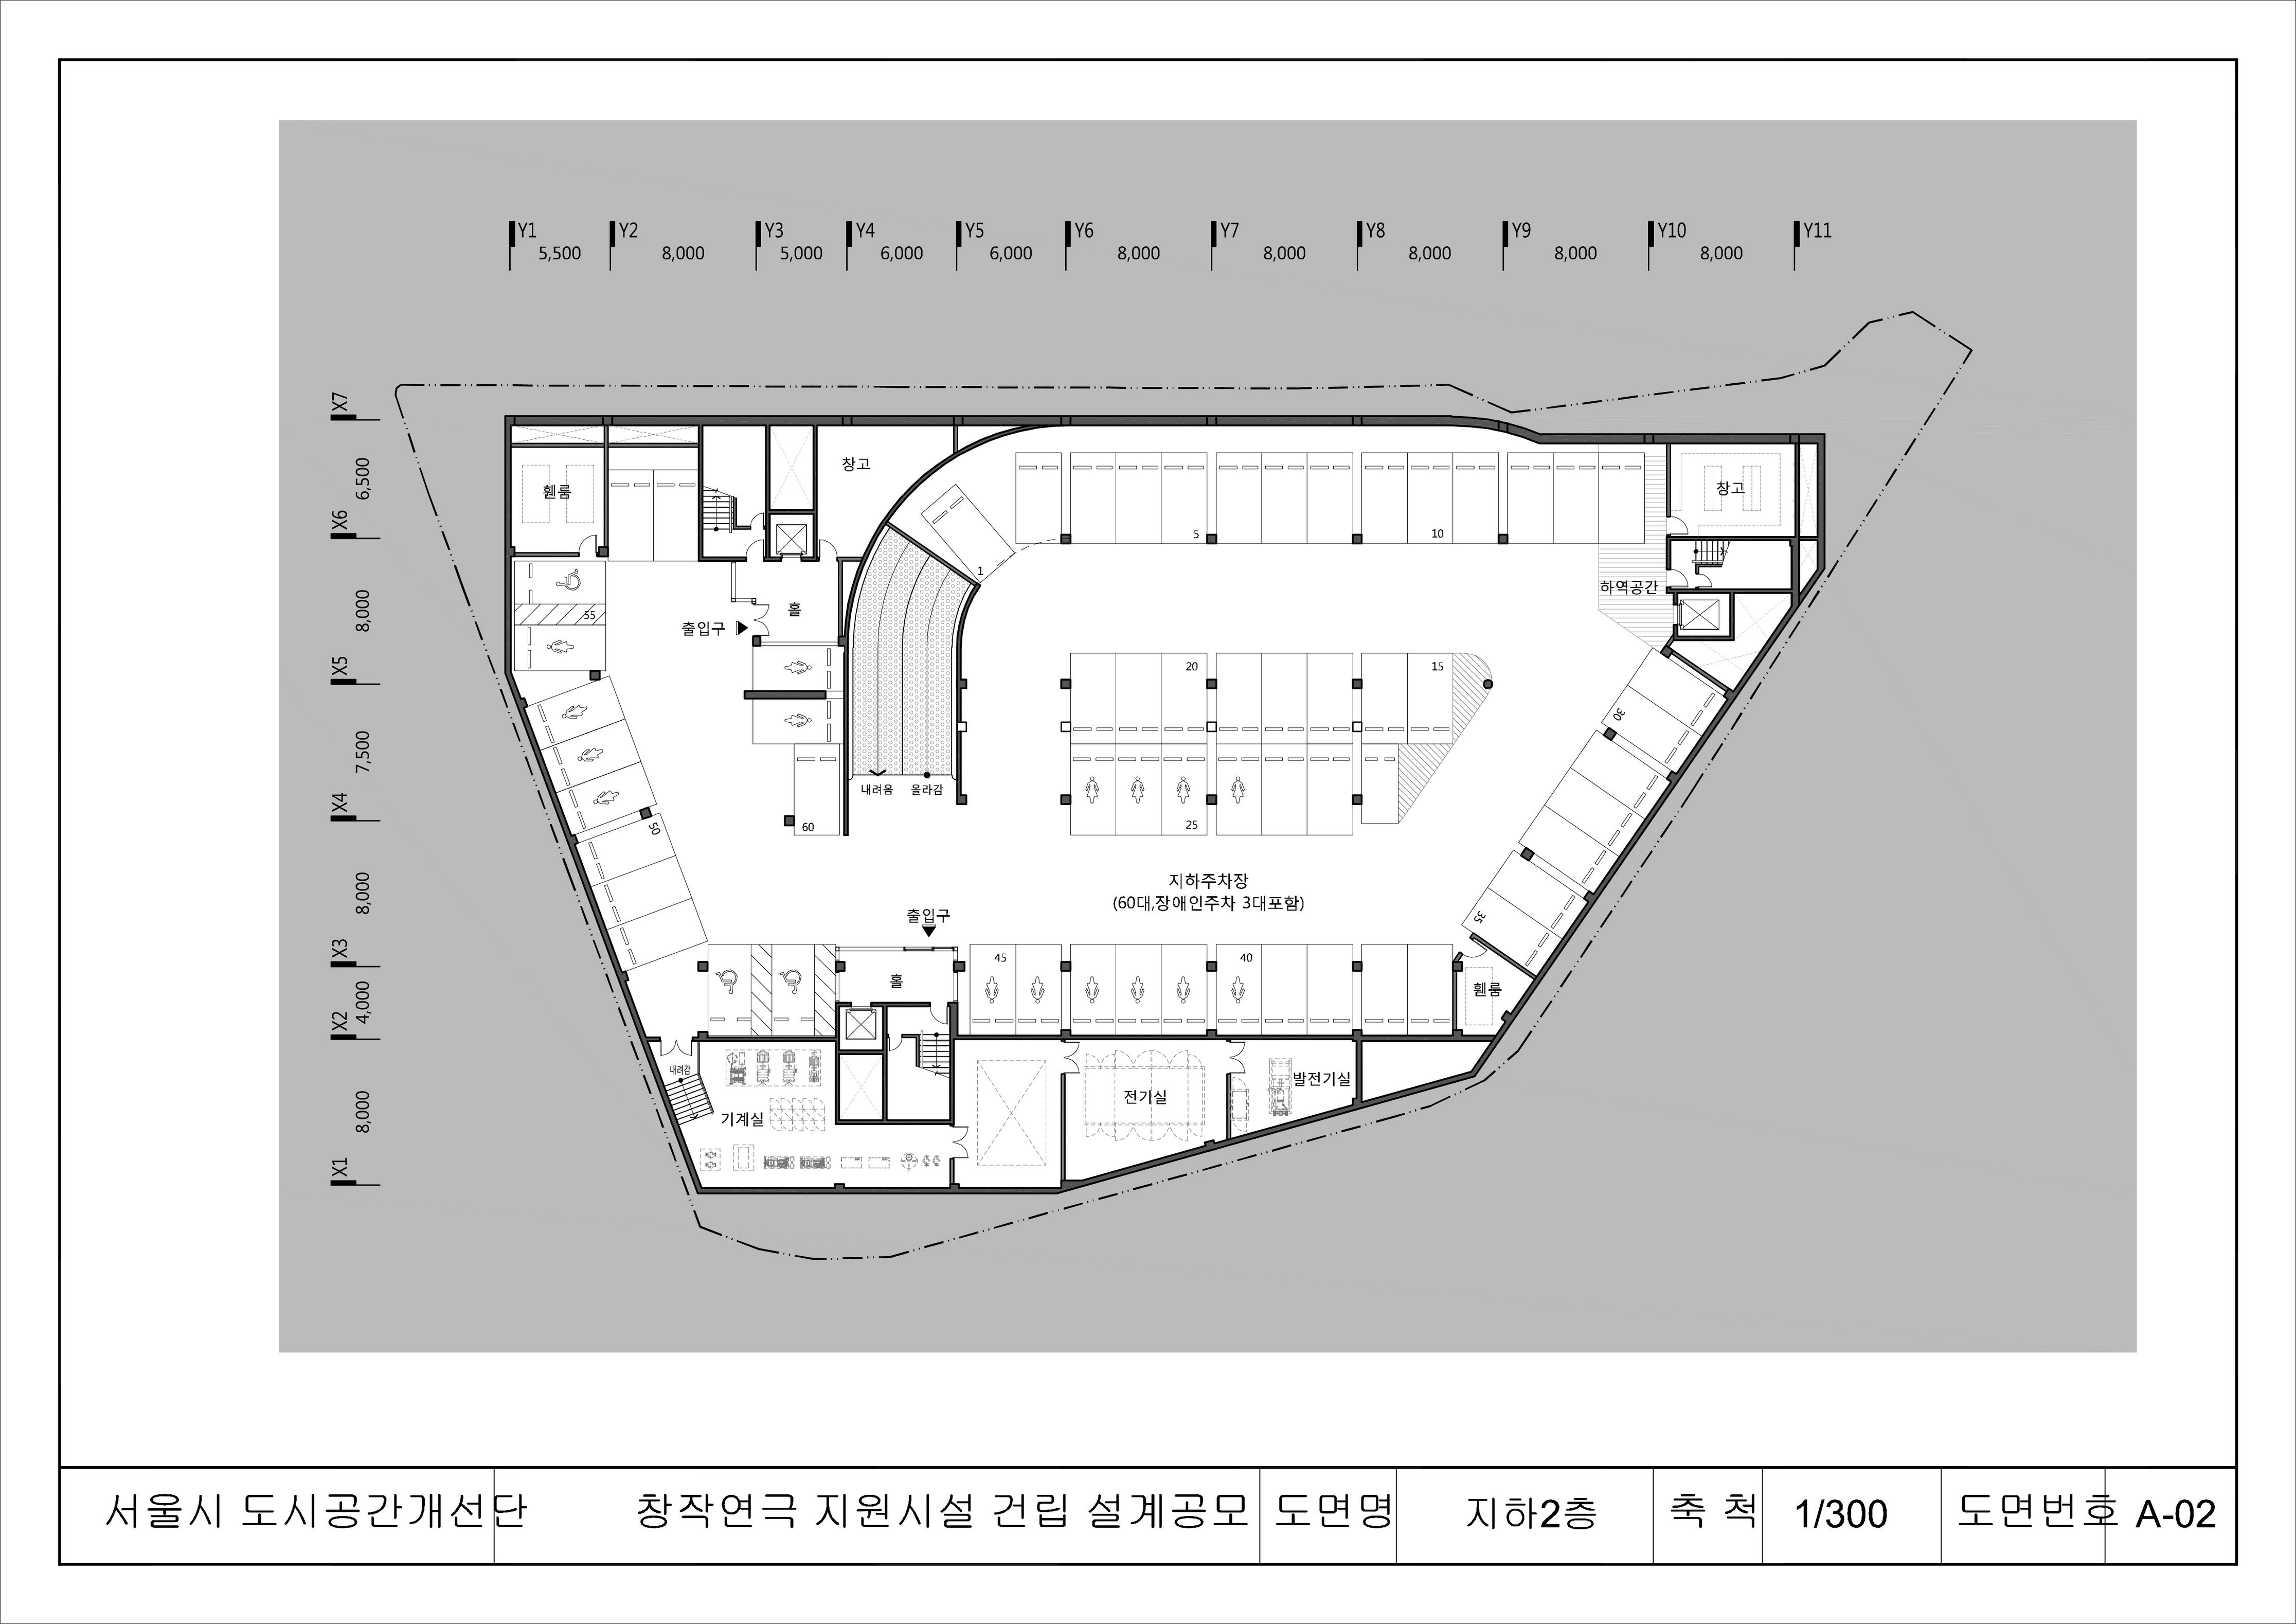 Y1 Y2 Y3 Y4 Y5 Y6 Y7 Y8 Y9 Y10 Y11
5,500 8,000 5,000 6,000 6,000 8,000 8,000 8,000 8,000 8,000
X7
6,500
X6
8,000
X5
7,500
X4
8,000
X3
4,000
X2
8,000
X1
창고
휀룸
창고
5
10
1
하역공간
55
홀
출입구
20
15
30
내려옴 올라감
60
25
50
지하주차장
(60대,장애인주차 3대포함)
출입구
35
45
40
홀
휀룸
내려감
발전기실
전기실
기계실
서울시 도시공간개선단 창작연극 지원시설 건립 설계공모 도면명 지하2층 축 척 1/300 도면번호 A-02